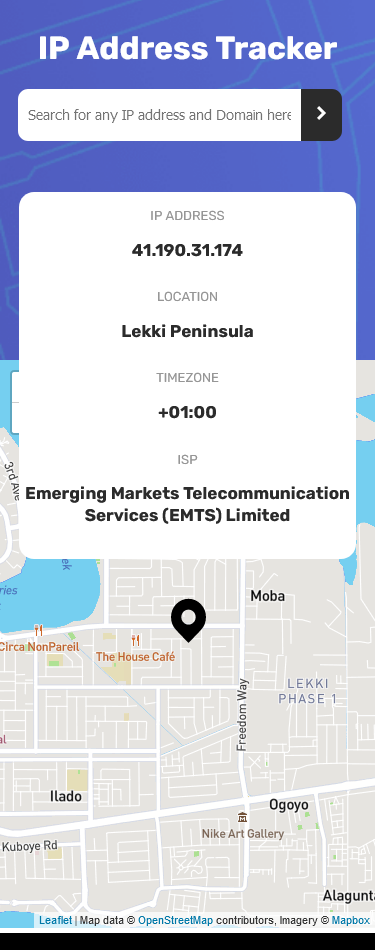 IP Address Tracker
Search for any IP address and Domain here
IP ADDRESS
41.190.31.174
LOCATION
Lekki Peninsula
TIMEZONE
+01:00
ISP
Emerging Markets Telecommunication
Services (EMTS) Limited
3rd Ave
ek
ries
Moba
Circa NonPareil
The House Café
LEKKI
PHASE 1
Freedom Way
al
Ilado
Ogoyo
Nike Art Gallery
Kuboye Rd
Alagunta
Leaflet | Map data © OpenStreetMap contributors, Imagery © Mapbox